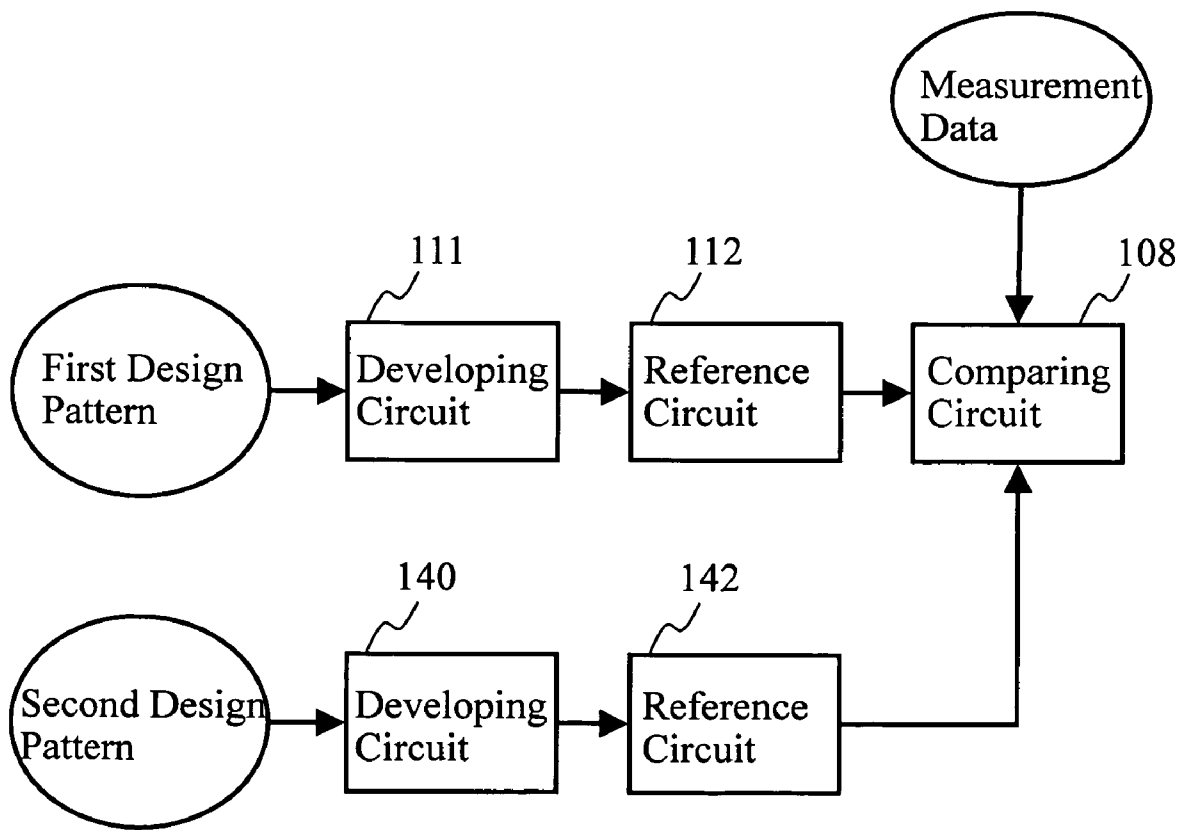 Measurement
Data
111
112
108
First Design
Pattern
Developing
Circuit
Reference
Circuit
Comparing
Circuit
140
142
Second Design
Pattern
Developing
Circuit
Reference
Circuit